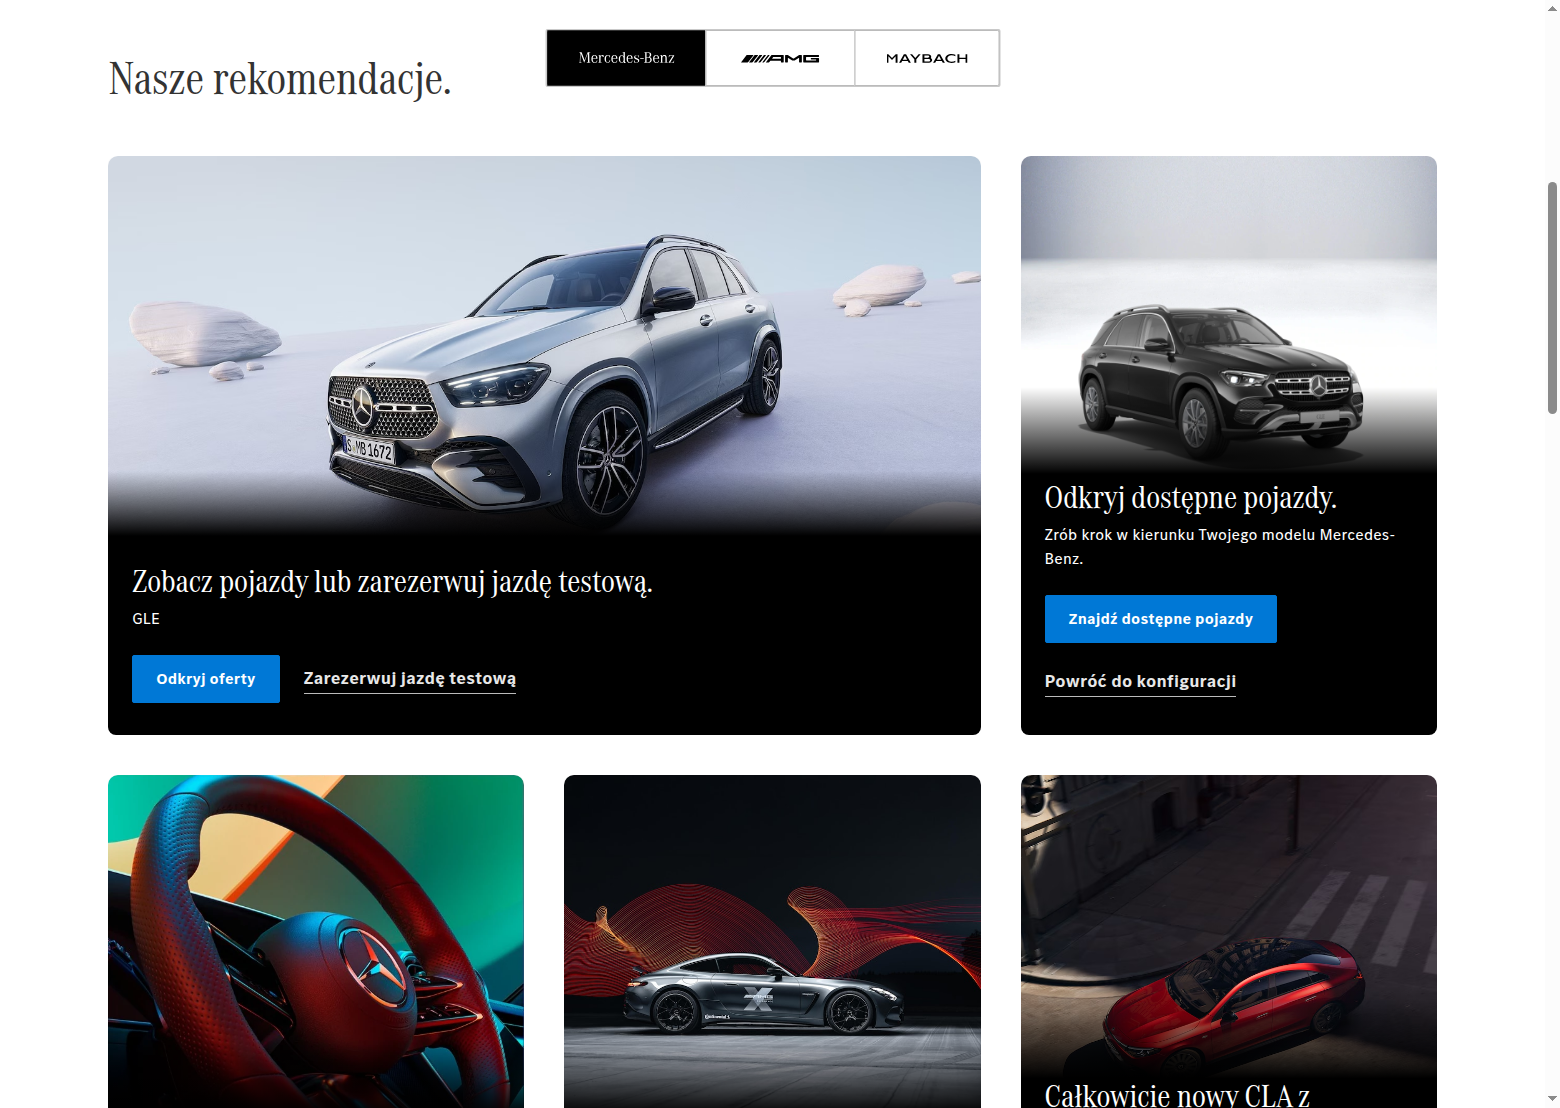 Nasze rekomendacje.
Mercedes-Benz
AMG
MAYBACH
S MB 1672
Zobacz pojazdy lub zarezerwuj jazdę testową.
GLE
Odkryj oferty
Zarezerwuj jazdę testową
Odkryj dostępne pojazdy.
Zrób krok w kierunku Twojego modelu Mercedes-
Benz.
Znajdź dostępne pojazdy
Powróć do konfiguracji
AMG
X
Continental
Całkowicie nowy CLA z